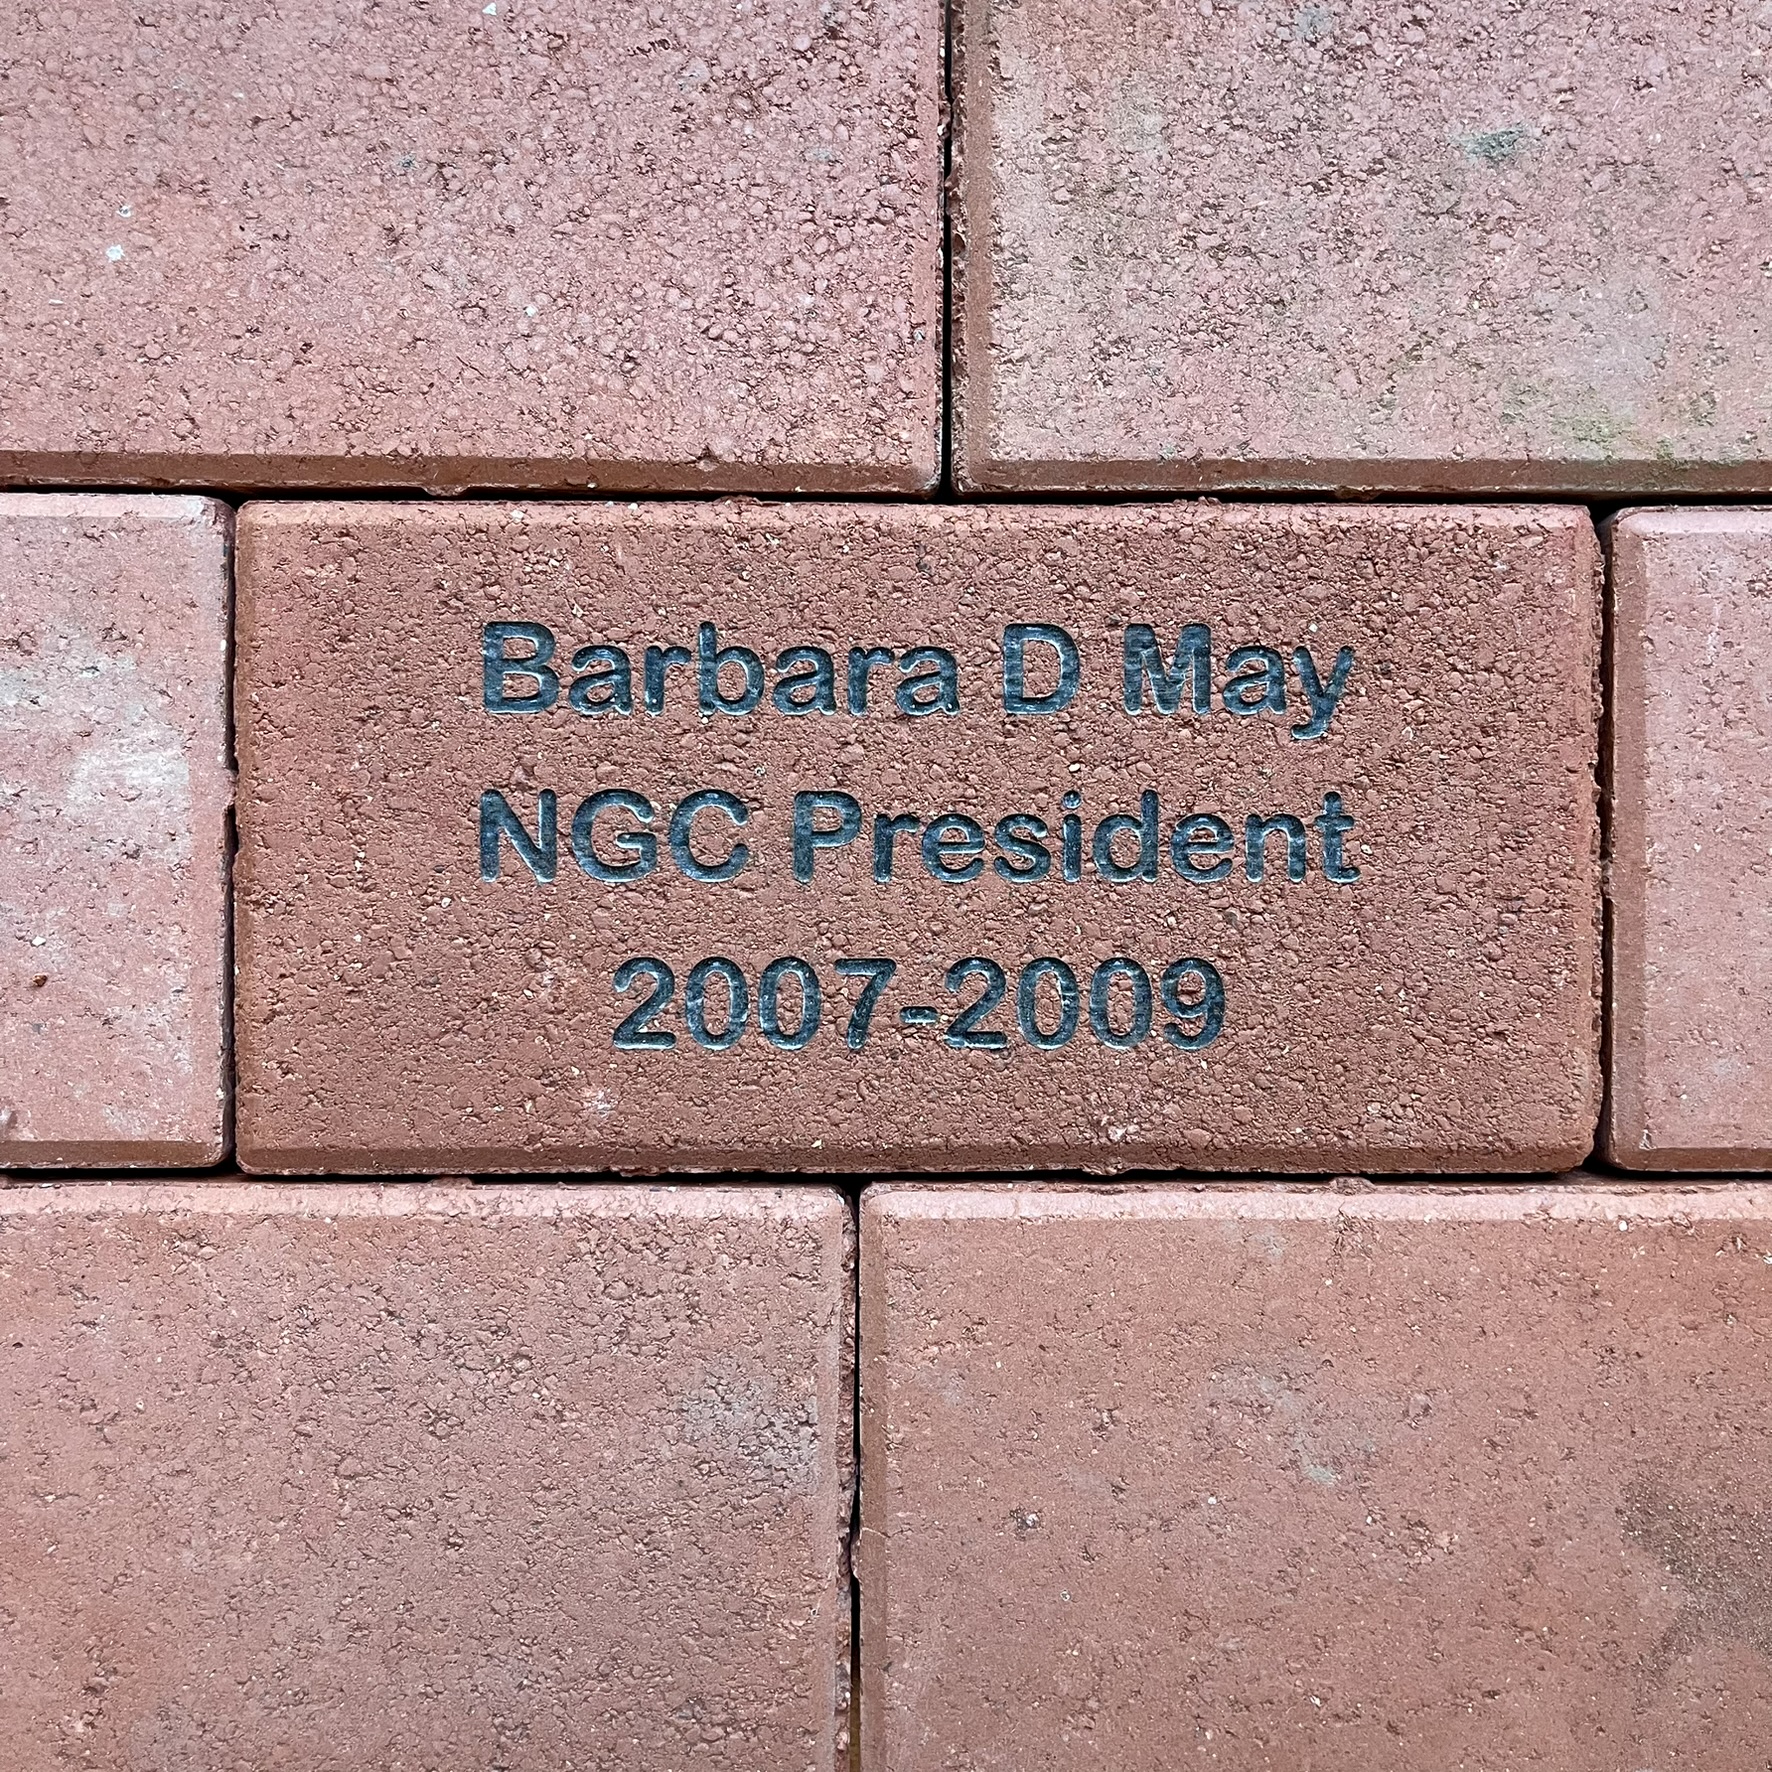 Barbara D May
NGC President
2007-2009